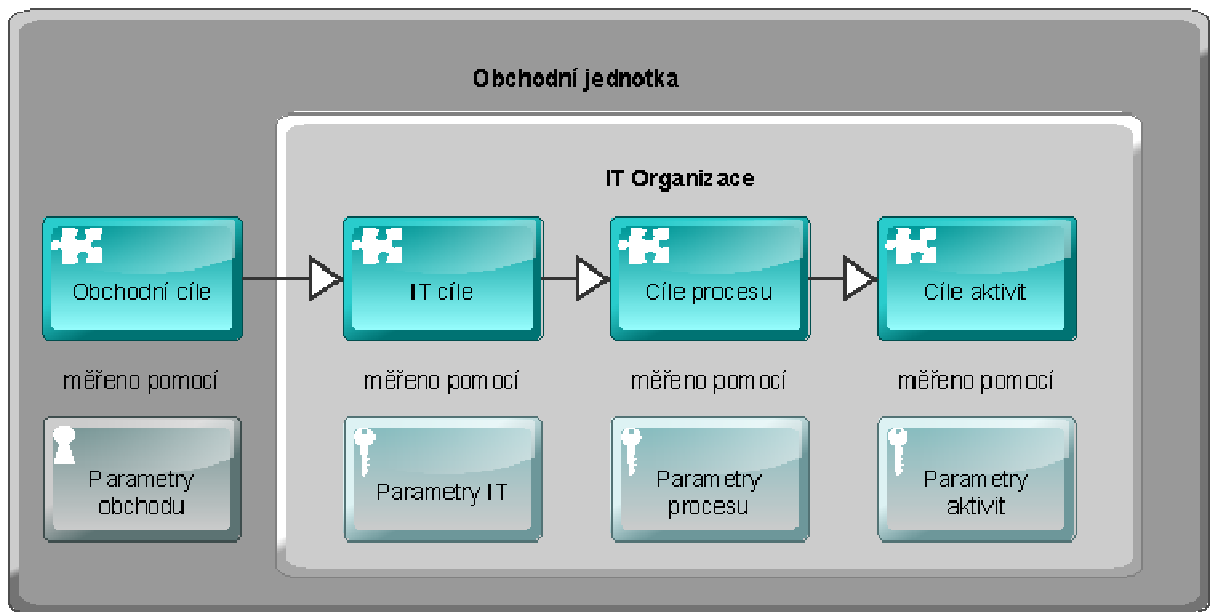 Obchodní jednotka
IT Organizace
Obchodní cíle
IT cíle
Cíle procesu
Cíle aktivit
měřeno pomocí
měřeno pomocí
měřeno pomocí
měřeno pomocí
Parametry
obchodu
Parametry IT
Parametry
procesu
Parametry
aktivit